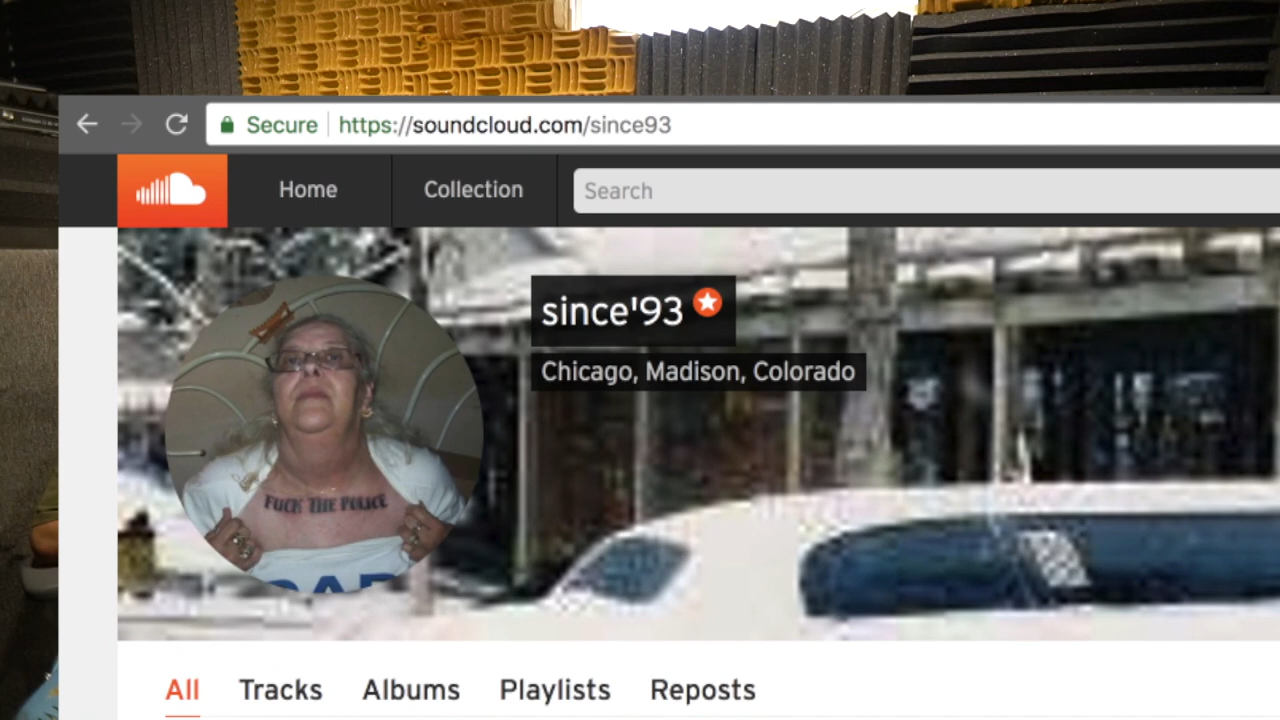 Secure https://soundcloud.com/since93
Home Collection Search
since'93
Chicago, Madison, Colorado
FUCK THE POLICE
All Tracks Albums Playlists Reposts